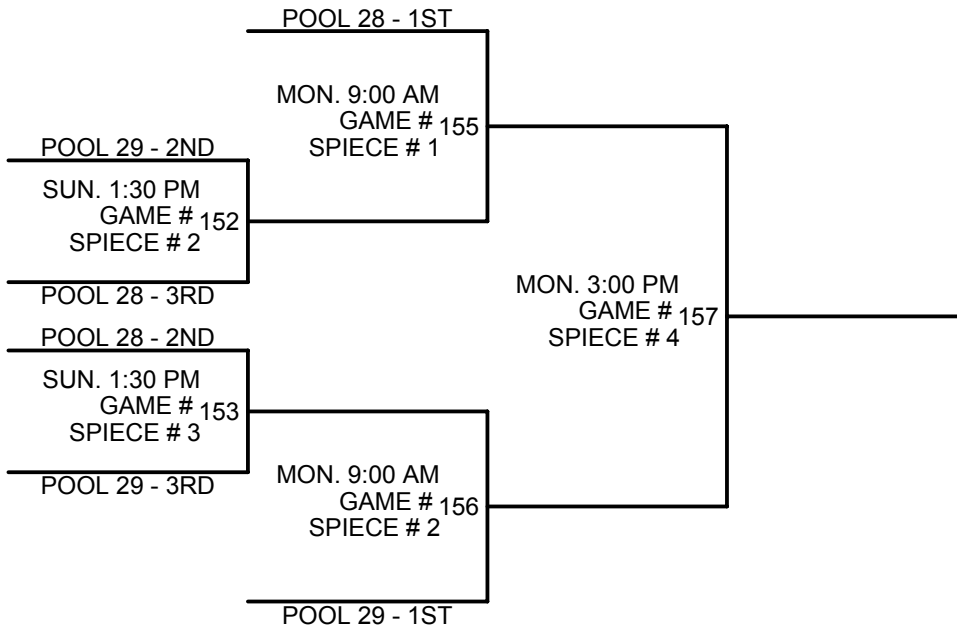 POOL 28 - 1ST
MON. 9:00 AM
GAME # 155
SPIECE # 1
POOL 29 - 2ND
SUN. 1:30 PM
GAME # 152
SPIECE # 2
POOL 28 - 3RD
MON. 3:00 PM
GAME # 157
SPIECE # 4
POOL 28 - 2ND
SUN. 1:30 PM
GAME # 153
SPIECE # 3
POOL 29 - 3RD
MON. 9:00 AM
GAME # 156
SPIECE # 2
POOL 29 - 1ST